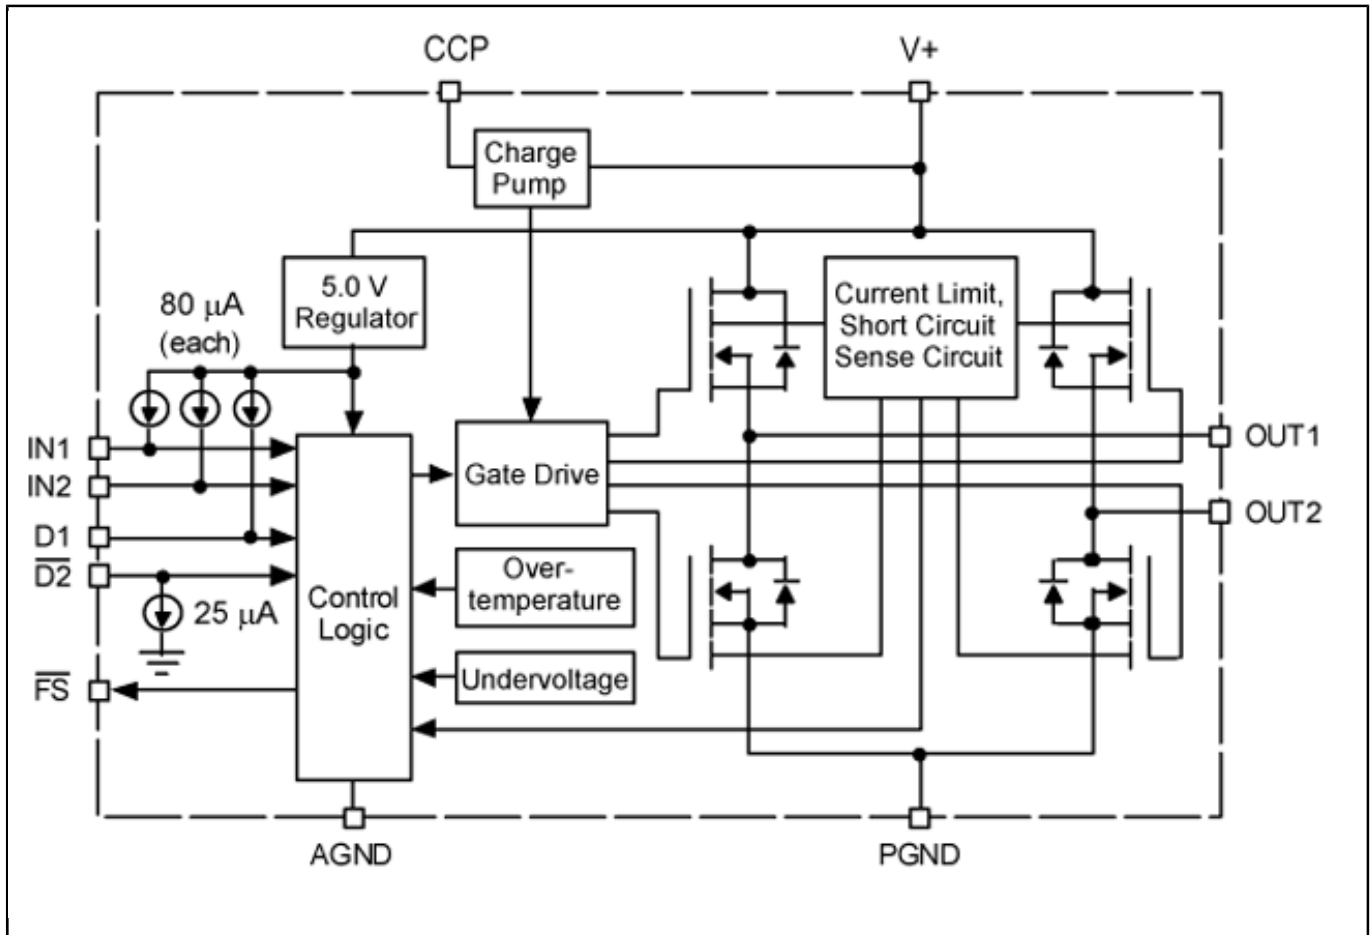 CCP
V+
Charge
Pump
5.0 V
Regulator
80 μA
(each)
Current Limit,
Short Circuit
Sense Circuit
IN1
IN2
D1
D2
FS
25 μA
Control
Logic
Gate Drive
Over-
temperature
Undervoltage
OUT1
OUT2
AGND
PGND